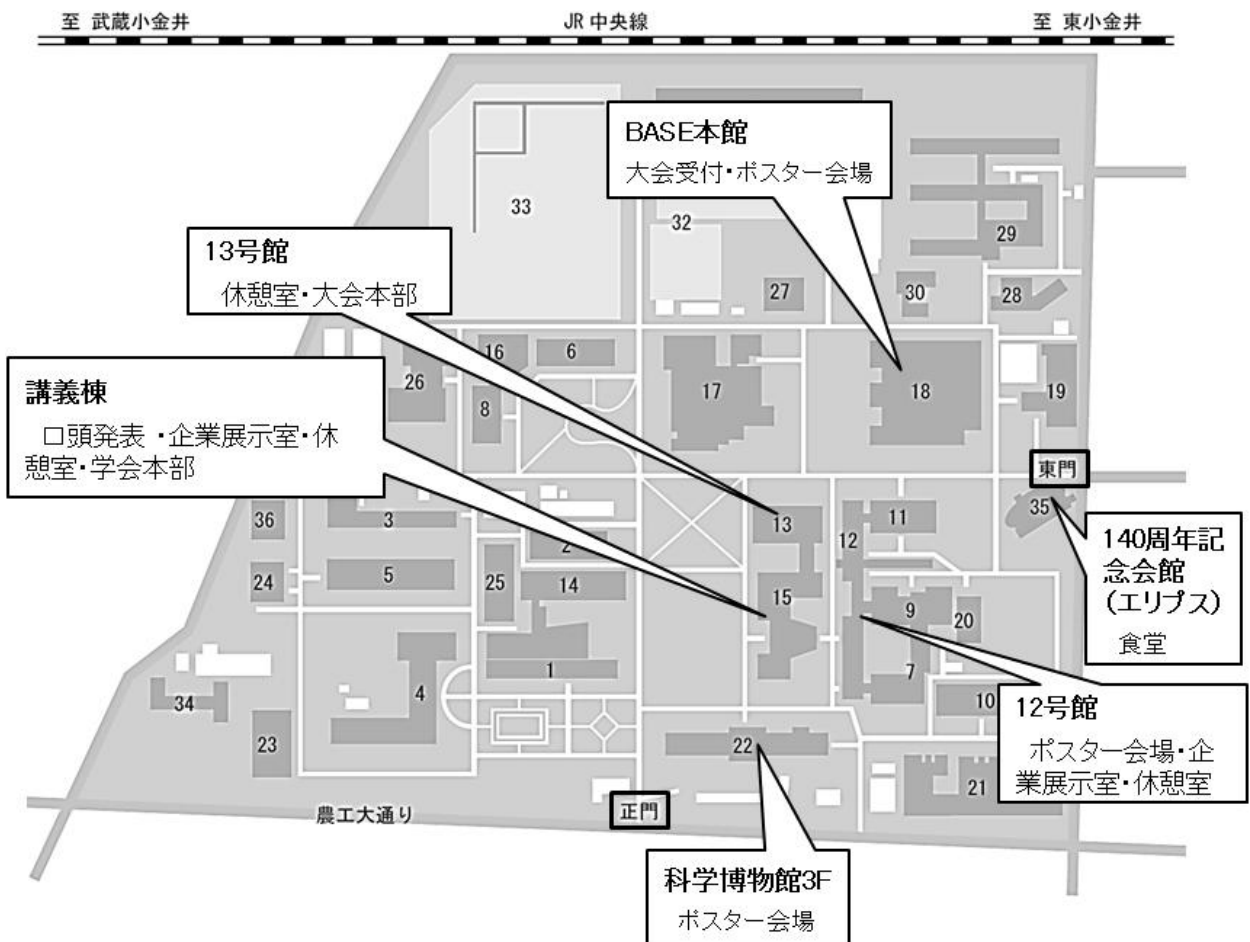 至 武蔵小金井
JR 中央線
至 東小金井
BASE本館
大会受付・ポスター会場
33
32
29
13号館
休憩室・大会本部
27
30
28
16
6
26
8
17
18
19
講義棟
口頭発表 ・企業展示室・休
憩室・学会本部
東門
36
3
13
11
35
2
12
140周年記
念会館
(エリプス)
食堂
24
5
25
14
15
9
20
1
4
7
34
10
12号館
ポスター会場・企
業展示室・休憩室
23
22
21
農工大通り
正門
科学博物館3F
ポスター会場